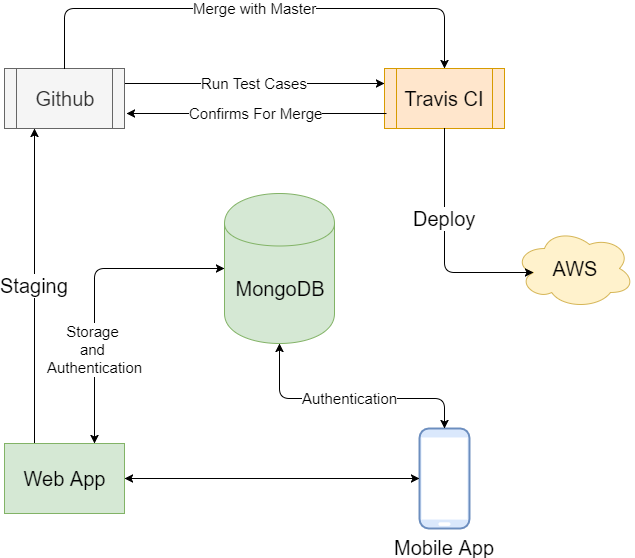 Merge with Master
Github
Run Test Cases
Travis CI
Confirms For Merge
Deploy
AWS
Staging
MongoDB
Storage
and
Authentication
Authentication
Web App
Mobile App